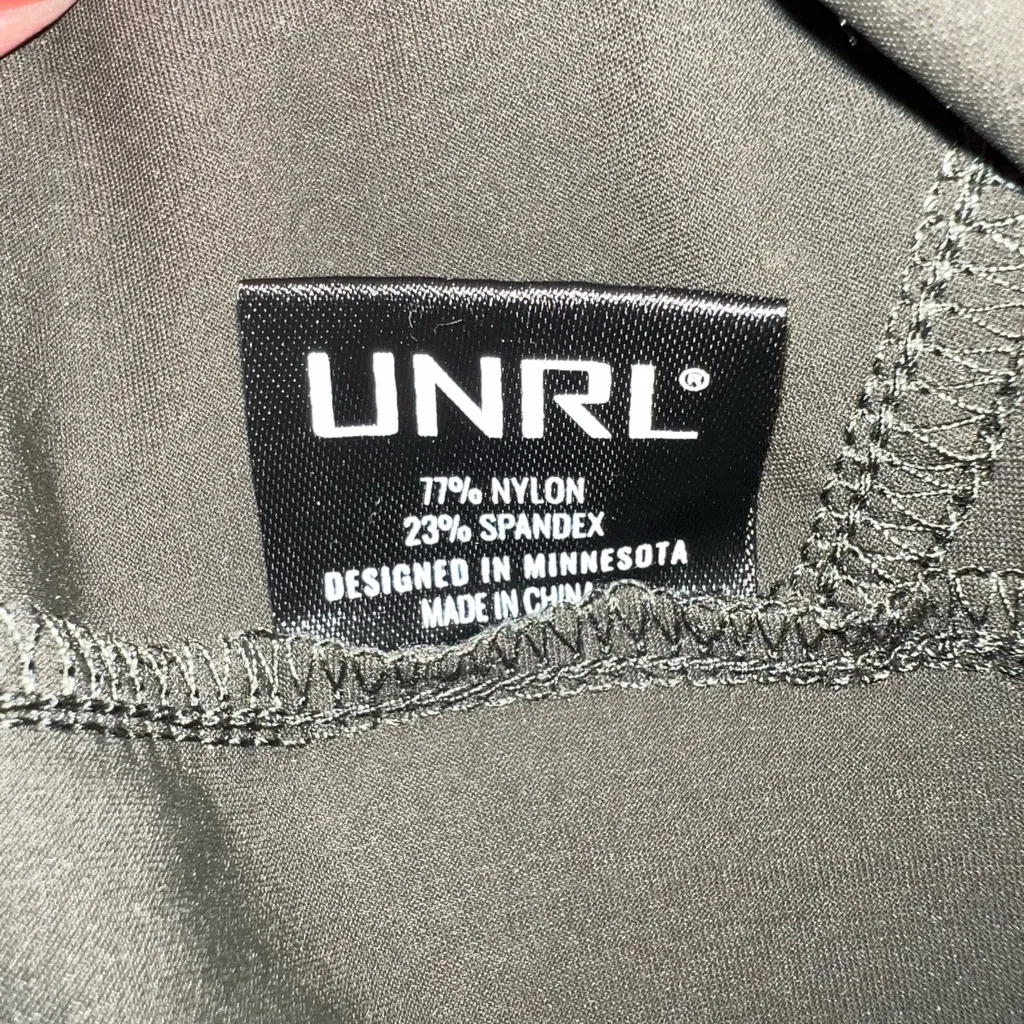 UNRL®
77% NYLON
23% SPANDEX
DESIGNED IN MINNESOTA
MADE IN CHINA